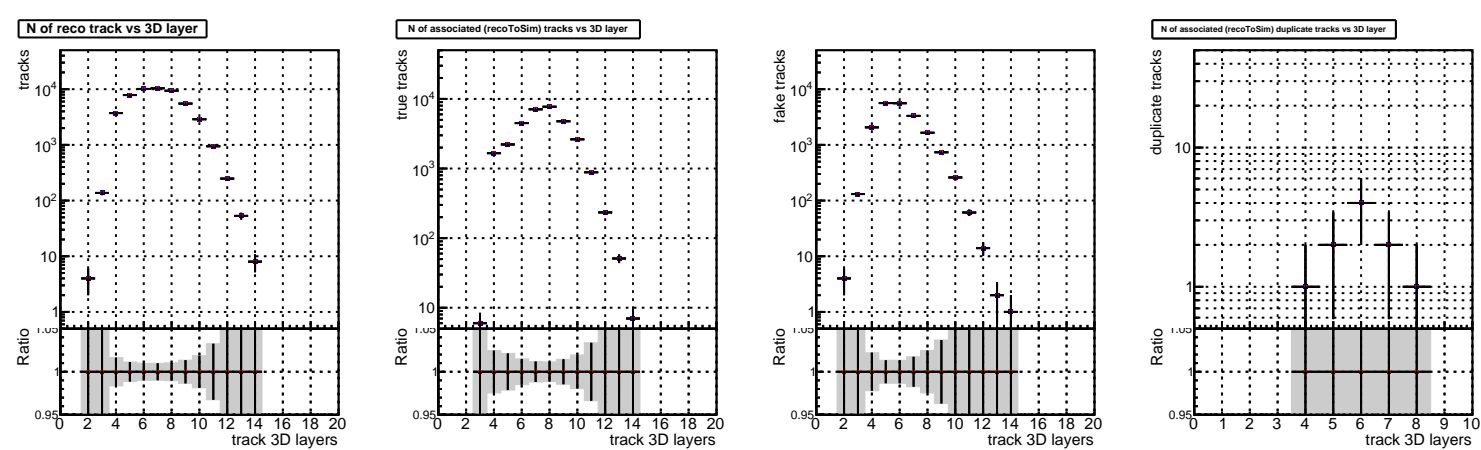 N of reco track vs 3D layer
tracks
10^4
10^3
10^2
10
1
Ratio
1.05
1
0.95
0 2 4 6 8 10 12 14 16 18 20
track 3D layers
N of associated (recoToSim) tracks vs 3D layer
true tracks
10^4
10^3
10^2
10
Ratio
1.05
1
0.95
0 2 4 6 8 10 12 14 16 18 20
track 3D layers
fake tracks
10^4
10^3
10^2
10
1
Ratio
1.05
1
0.95
0 2 4 6 8 10 12 14 16 18 20
track 3D layers
N of associated (recoToSim) duplicate tracks vs 3D layer
duplicate tracks
10
1
Ratio
1.05
1
0.95
0 1 2 3 4 5 6 7 8 9 10
track 3D layers